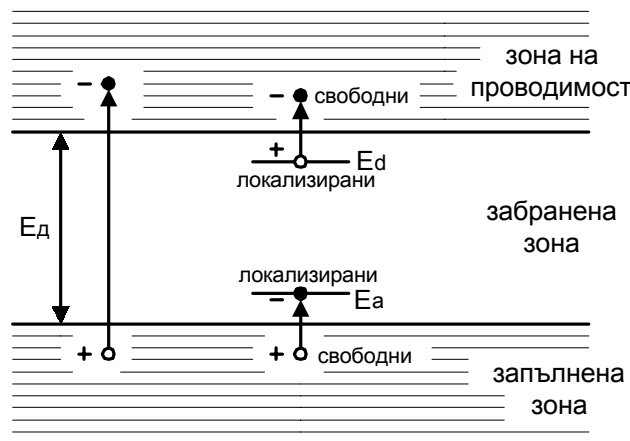 зона на
проводимост
− − свободни
+ Ed
локализирани
Eд
забранена
зона
локализирани
− Ea
+ + свободни
запълнена
зона